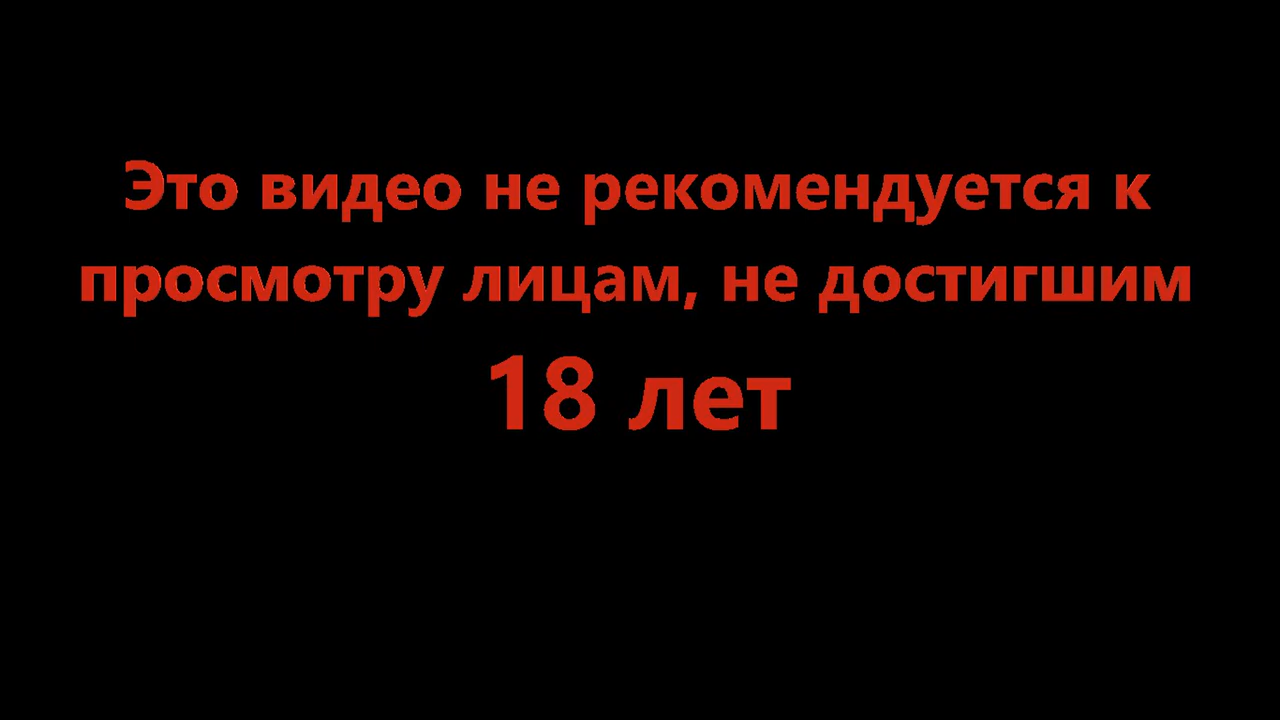 Это видео не рекомендуется к
просмотру лицам, не достигшим
18 лет